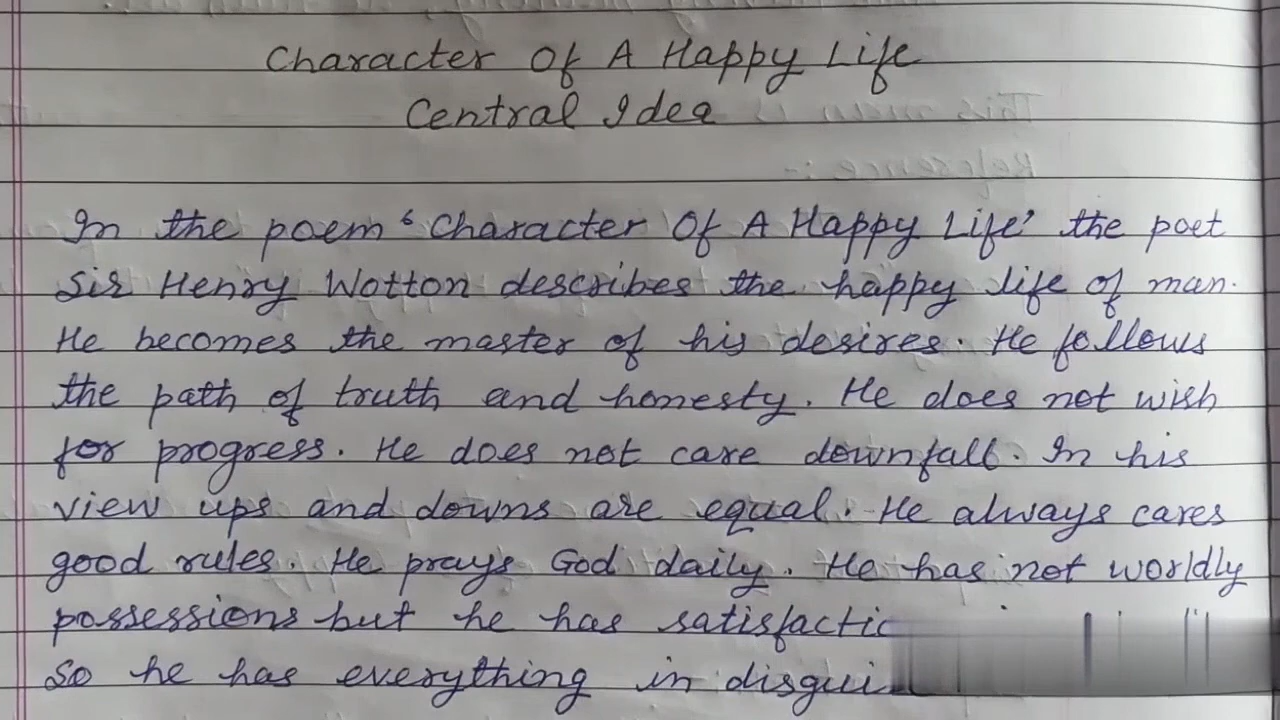 Character Of A Happy Life
Central Idea
In the poem ‘Character Of A Happy Life’ the poet
Sir Henry Wotton describes the happy life of man.
He becomes the master of his desires. He follows
the path of truth and honesty. He does not wish
for progress. He does not care downfall. In his
view ups and downs are equal. He always cares
good rules. He prays God daily. He has not worldly
possessions but he has
So he has everything in